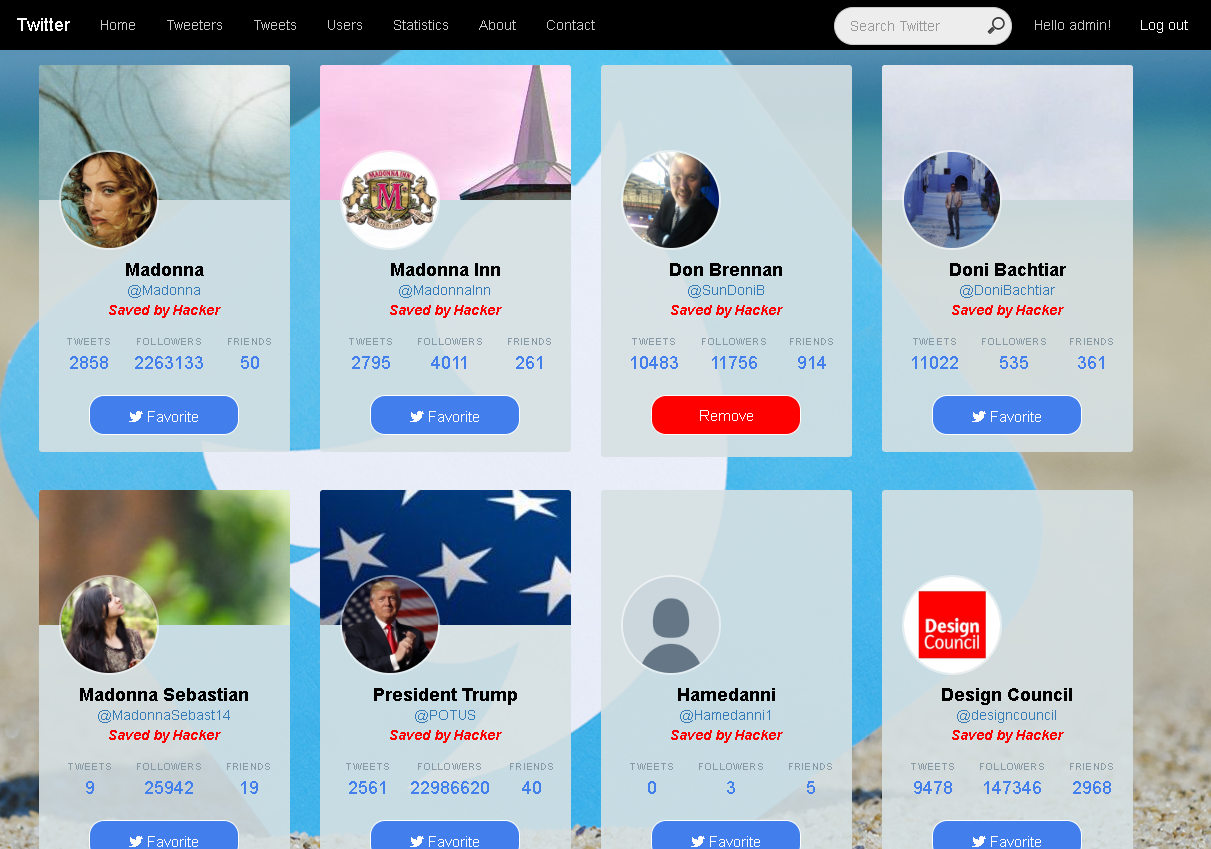 Twitter Home Tweeters Tweets Users Statistics About Contact Search Twitter Hello admin! Log out
Madonna
@Madonna
Saved by Hacker
TWEETS FOLLOWERS FRIENDS
2858 2263133 50
Favorite
MADONNA INN
M
Madonna Inn
@MadonnaInn
Saved by Hacker
TWEETS FOLLOWERS FRIENDS
2795 4011 261
Favorite
Don Brennan
@SunDoniB
Saved by Hacker
TWEETS FOLLOWERS FRIENDS
10483 11756 914
Remove
Doni Bachtiar
@DoniBachtiar
Saved by Hacker
TWEETS FOLLOWERS FRIENDS
11022 535 361
Favorite
Madonna Sebastian
@MadonnaSebast14
Saved by Hacker
TWEETS FOLLOWERS FRIENDS
9 25942 19
Favorite
President Trump
@POTUS
Saved by Hacker
TWEETS FOLLOWERS FRIENDS
2561 22986620 40
Favorite
Hamedanni
@Hamedanni1
Saved by Hacker
TWEETS FOLLOWERS FRIENDS
0 3 5
Favorite
Design
Council
Design Council
@designcouncil
Saved by Hacker
TWEETS FOLLOWERS FRIENDS
9478 147346 2968
Favorite